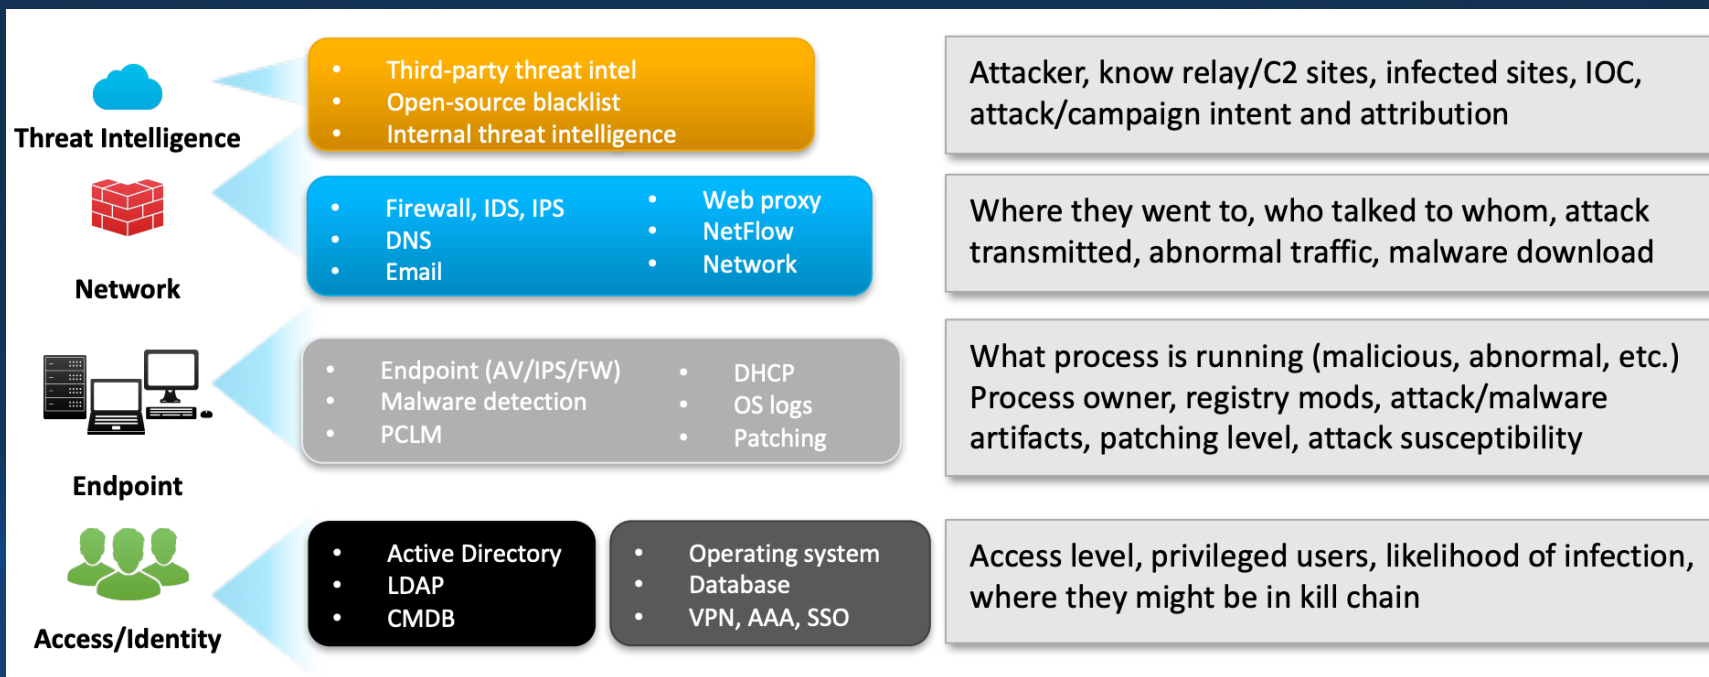 Threat Intelligence
• Third-party threat intel
• Open-source blacklist
• Internal threat intelligence
Attacker, know relay/C2 sites, infected sites, IOC,
attack/campaign intent and attribution
Network
• Firewall, IDS, IPS
• DNS
• Email
• Web proxy
• NetFlow
• Network
Where they went to, who talked to whom, attack
transmitted, abnormal traffic, malware download
Endpoint
• Endpoint (AV/IPS/FW)
• Malware detection
• PCLM
• DHCP
• OS logs
• Patching
What process is running (malicious, abnormal, etc.)
Process owner, registry mods, attack/malware
artifacts, patching level, attack susceptibility
Access/Identity
• Active Directory
• LDAP
• CMDB
• Operating system
• Database
• VPN, AAA, SSO
Access level, privileged users, likelihood of infection,
where they might be in kill chain